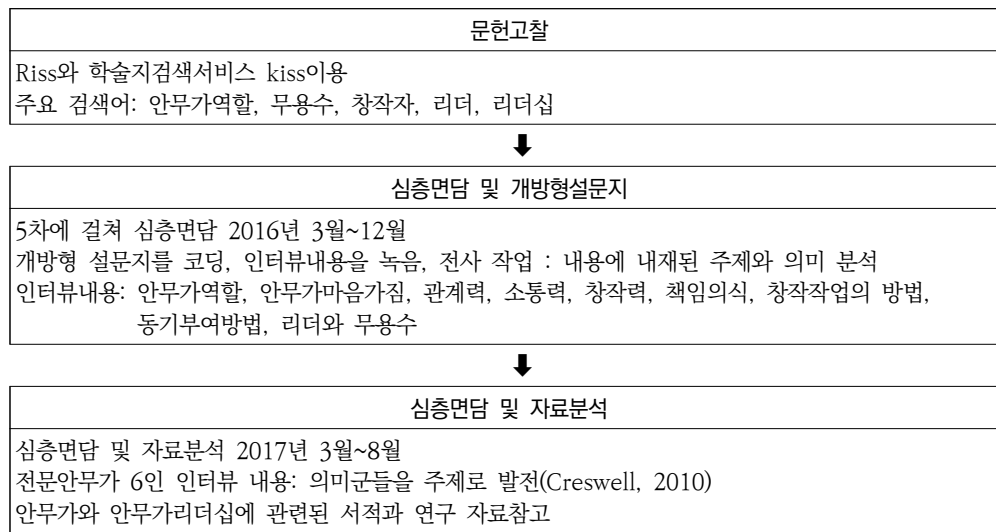 문헌고찰
Riss와 학술지검색서비스 kiss이용
주요 검색어: 안무가역할, 무용수, 창작자, 리더, 리더십
심층면담 및 개방형설문지
5차에 걸쳐 심층면담 2016년 3월~12월
개방형 설문지를 코딩, 인터뷰내용을 녹음, 전사 작업 : 내용에 내재된 주제와 의미 분석
인터뷰내용: 안무가역할, 안무가마음가짐, 관계력, 소통력, 창작력, 책임의식, 창작작업의 방법,
동기부여방법, 리더와 무용수
심층면담 및 자료분석
심층면담 및 자료분석 2017년 3월~8월
전문안무가 6인 인터뷰 내용: 의미군들을 주제로 발전(Creswell, 2010)
안무가와 안무가리더십에 관련된 서적과 연구 자료참고